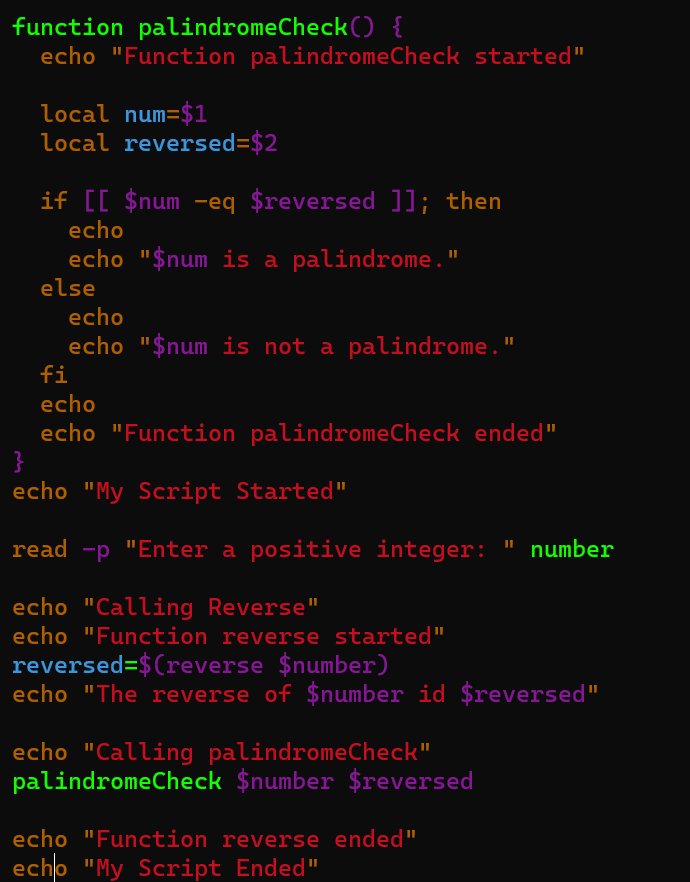 function palindromeCheck() {
  echo "Function palindromeCheck started"

  local num=$1
  local reversed=$2

  if [[ $num -eq $reversed ]]; then
    echo
    echo "$num is a palindrome."
  else
    echo
    echo "$num is not a palindrome."
  fi
  echo
  echo "Function palindromeCheck ended"
}
echo "My Script Started"

read -p "Enter a positive integer: " number

echo "Calling Reverse"
echo "Function reverse started"
reversed=$(reverse $number)
echo "The reverse of $number id $reversed"

echo "Calling palindromeCheck"
palindromeCheck $number $reversed

echo "Function reverse ended"
echo "My Script Ended"